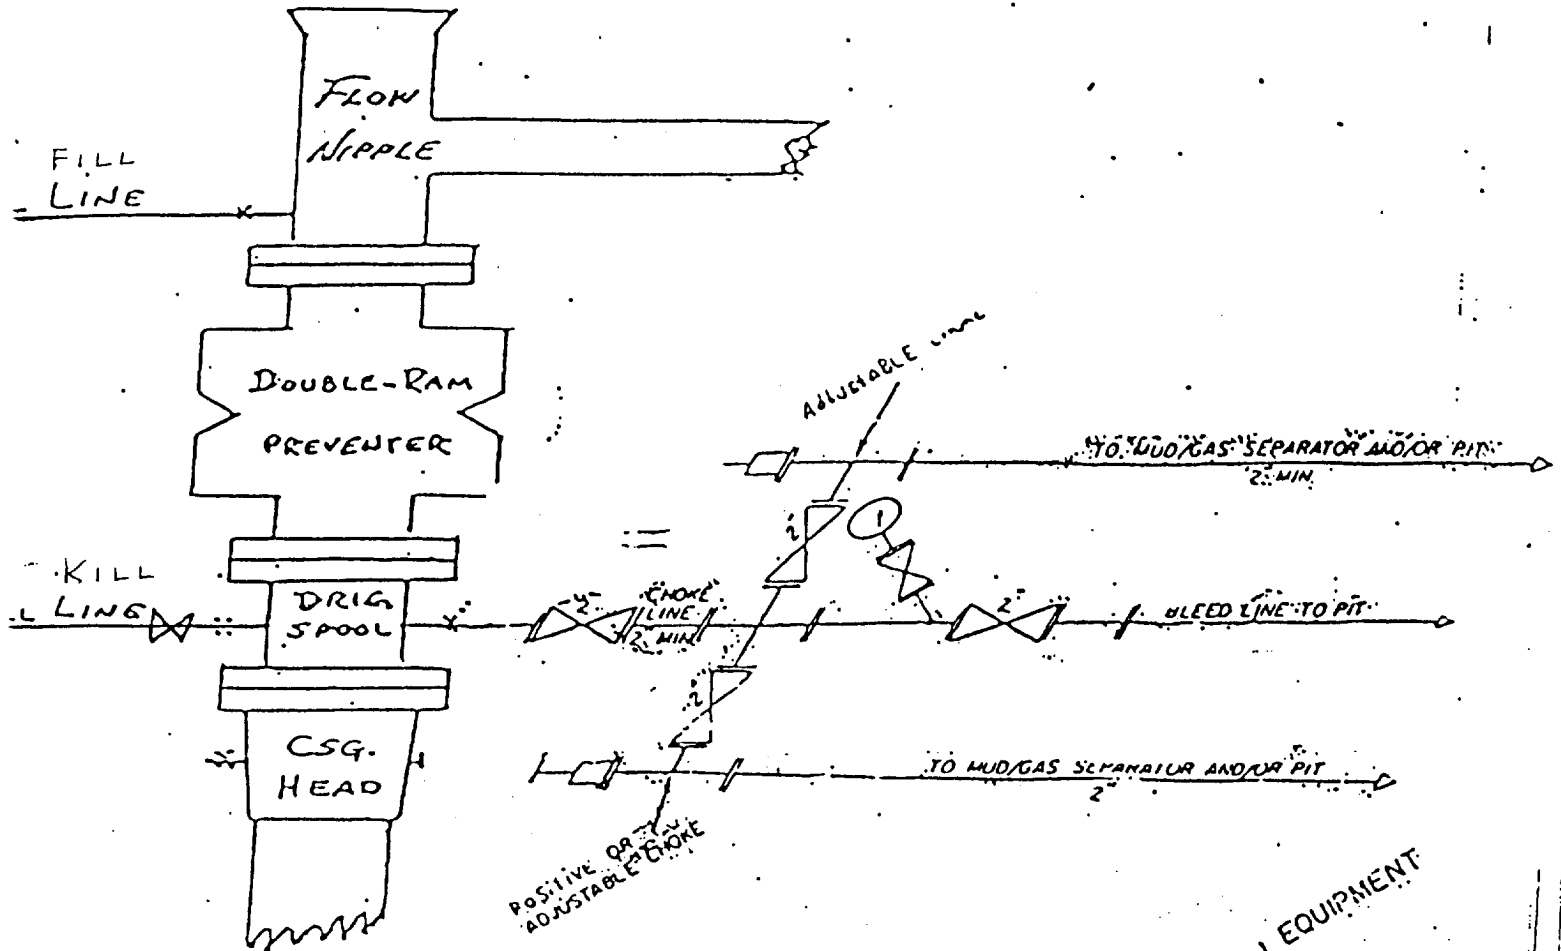 FLOW
NIPPLE
FILL
LINE
DOUBLE-RAM
PREVENTER
ADJUSTABLE
TO MUD/GAS SEPARATOR AND/OR PIT
2" MIN
2"
KILL
LINE
DRLG
SPOOL
2"
CHOKE
LINE
2" MIN
2"
BLEED LINE TO PIT
2"
CSG.
HEAD
TO MUD/GAS SEPARATOR AND/OR PIT
2"
POSITIVE OR
ADJUSTABLE CHOKE
EQUIPMENT